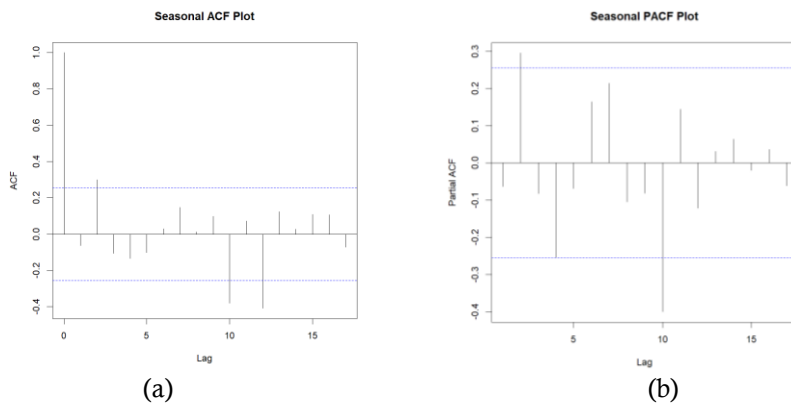 Seasonal ACF Plot
ACF
1.0
0.8
0.6
0.4
0.2
0.0
-0.2
-0.4
0
5
10
15
Lag
(a)
Seasonal PACF Plot
Partial ACF
0.3
0.2
0.1
0.0
-0.1
-0.2
-0.3
-0.4
5
10
15
Lag
(b)